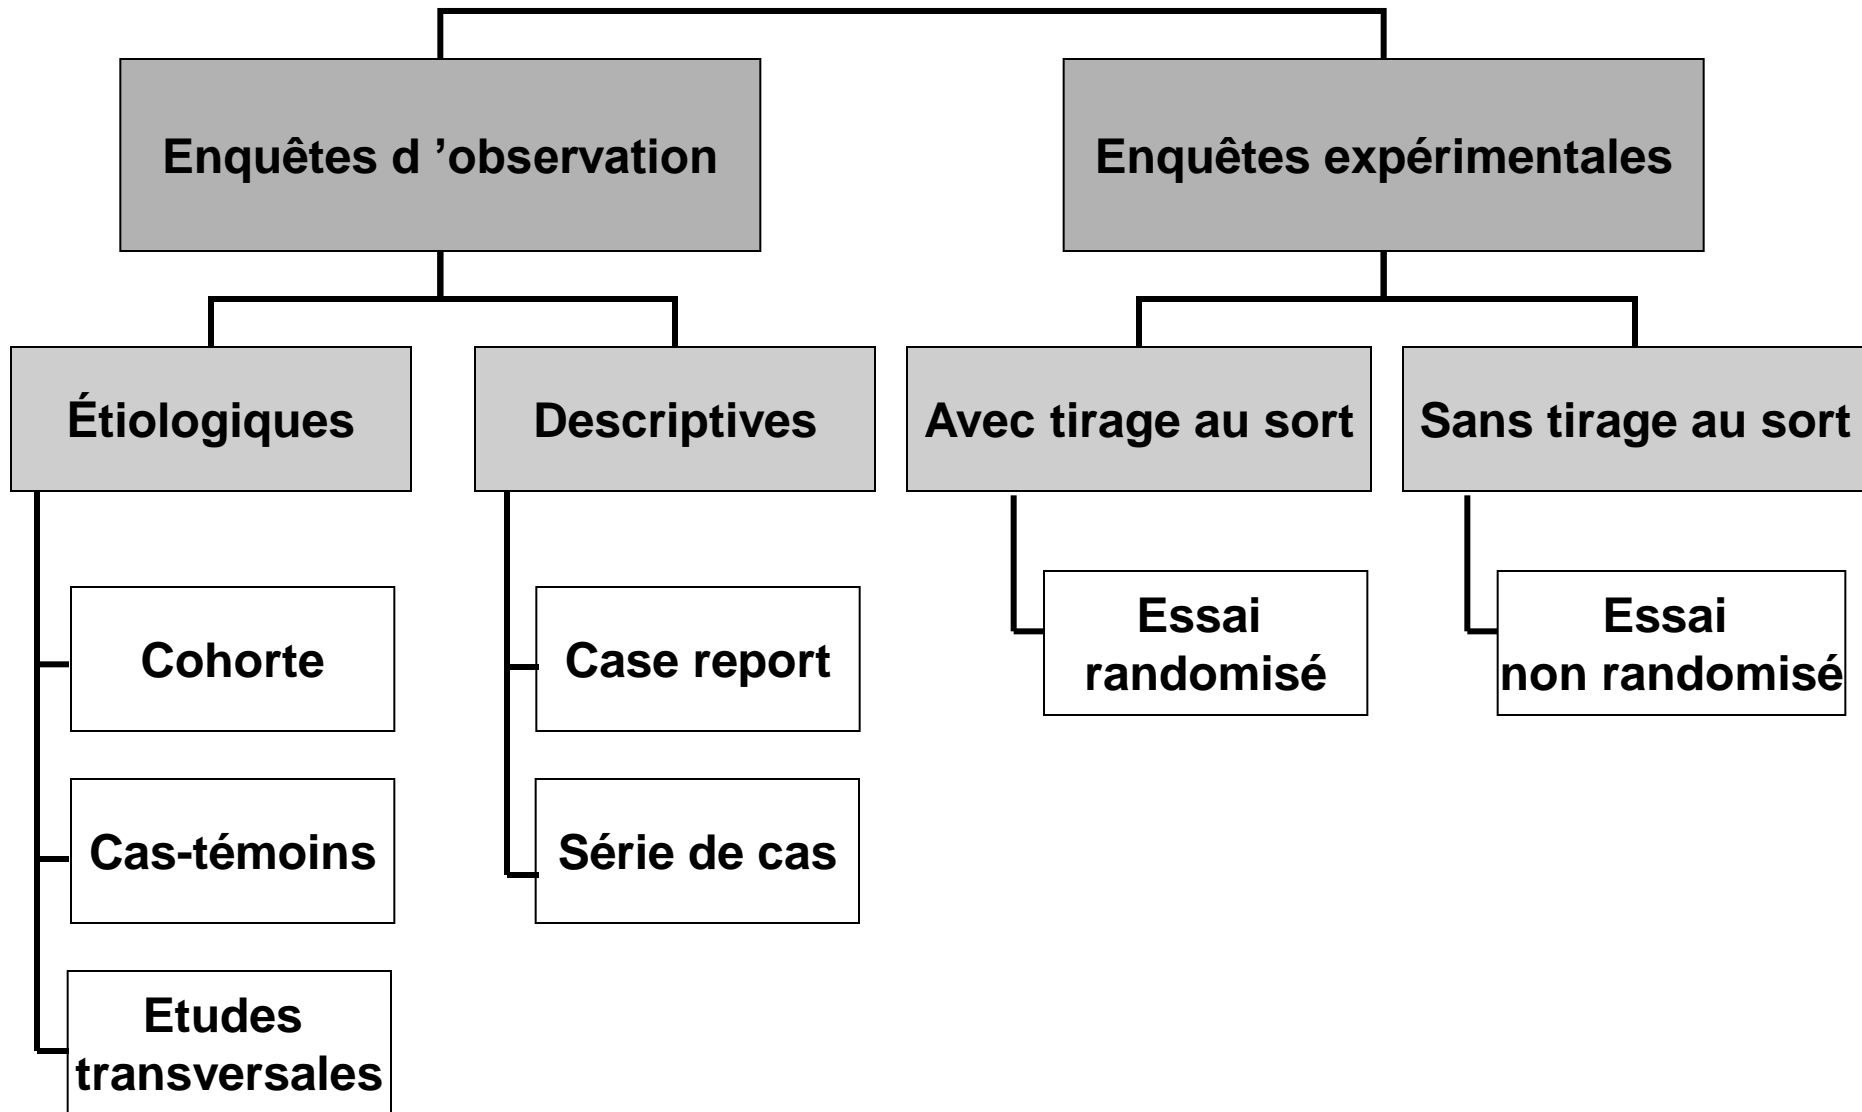 Enquêtes d ’observation
Enquêtes expérimentales
Étiologiques
Descriptives
Avec tirage au sort
Sans tirage au sort
Cohorte
Cas-témoins
Etudes
transversales
Case report
Série de cas
Essai
randomisé
Essai
non randomisé